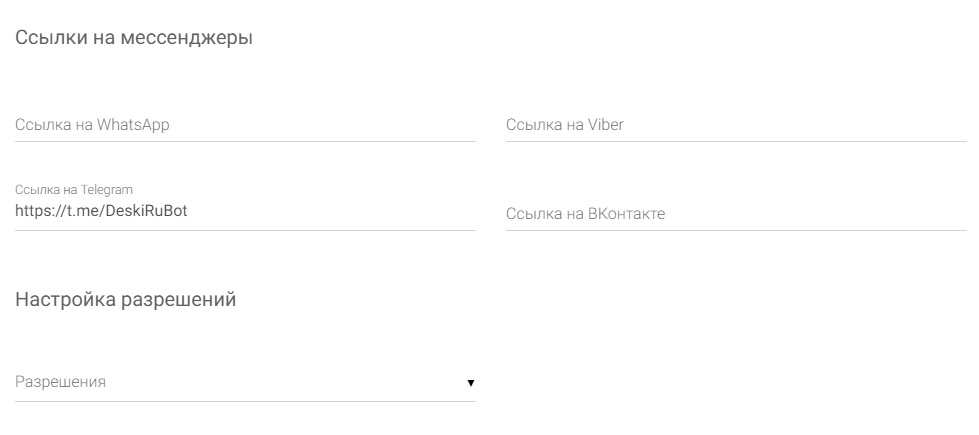 Ссылки на мессенджеры
Ссылка на WhatsApp
Ссылка на Viber
Ссылка на Telegram
https://t.me/DeskiRuBot
Ссылка на ВКонтакте
Настройка разрешений
Разрешения